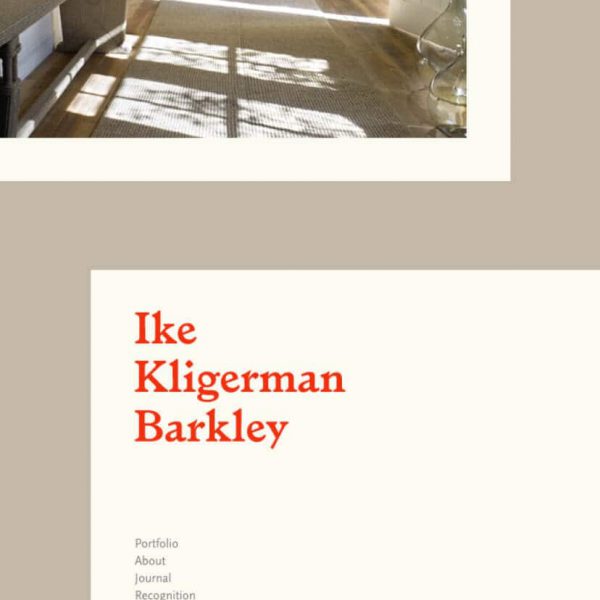 Ike
Kligerman
Barkley
Portfolio
About
Journal
Recognition